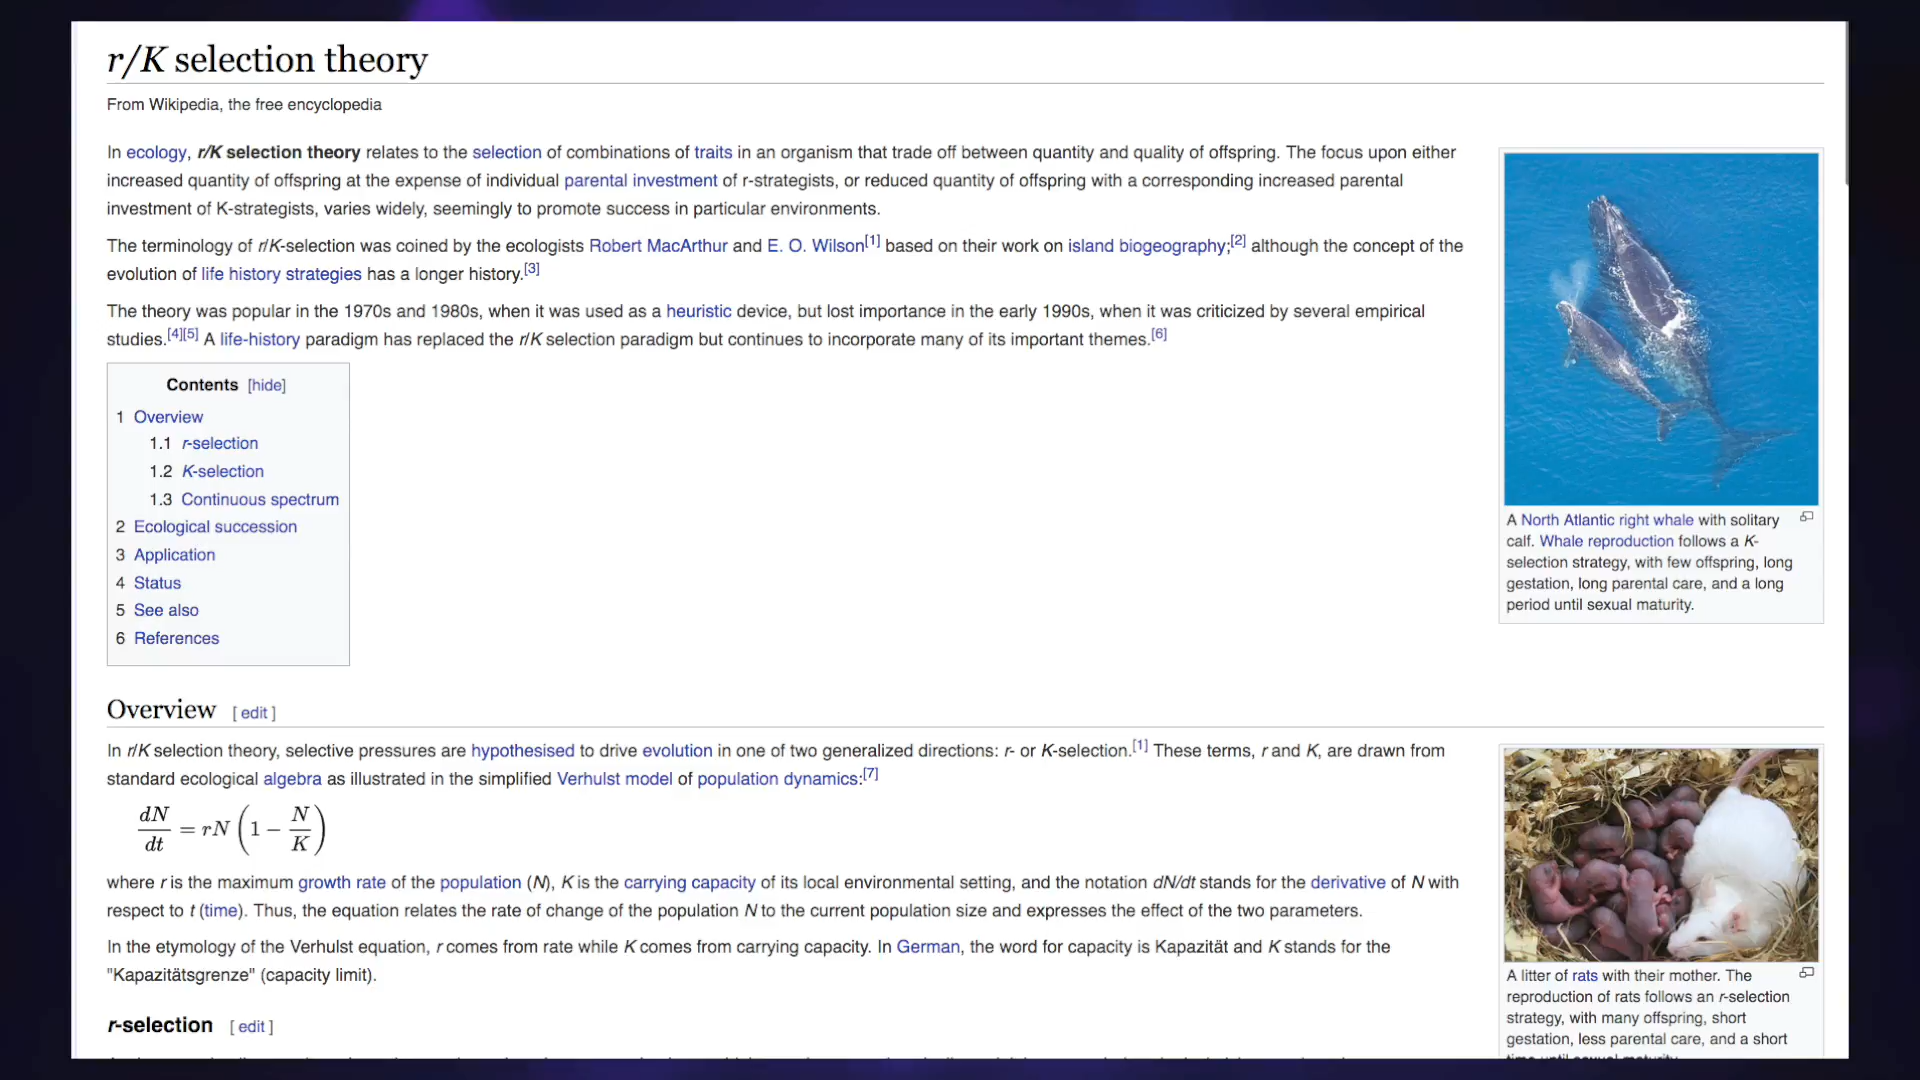 r/K selection theory
From Wikipedia, the free encyclopedia
In ecology, r/K selection theory relates to the selection of combinations of traits in an organism that trade off between quantity and quality of offspring. The focus upon either
increased quantity of offspring at the expense of individual parental investment of r-strategists, or reduced quantity of offspring with a corresponding increased parental
investment of K-strategists, varies widely, seemingly to promote success in particular environments.
The terminology of r/K-selection was coined by the ecologists Robert MacArthur and E. O. Wilson[1] based on their work on island biogeography;[2] although the concept of the
evolution of life history strategies has a longer history.[3]
The theory was popular in the 1970s and 1980s, when it was used as a heuristic device, but lost importance in the early 1990s, when it was criticized by several empirical
studies.[4][5] A life-history paradigm has replaced the r/K selection paradigm but continues to incorporate many of its important themes.[6]
Contents [hide]
1 Overview
1.1 r-selection
1.2 K-selection
1.3 Continuous spectrum
2 Ecological succession
3 Application
4 Status
5 See also
6 References
A North Atlantic right whale with solitary
calf. Whale reproduction follows a K-
selection strategy, with few offspring, long
gestation, long parental care, and a long
period until sexual maturity.
Overview [ edit ]
In r/K selection theory, selective pressures are hypothesised to drive evolution in one of two generalized directions: r- or K-selection.[1] These terms, r and K, are drawn from
standard ecological algebra as illustrated in the simplified Verhulst model of population dynamics:[7]
dN/dt = rN (1 − N/K)
where r is the maximum growth rate of the population (N), K is the carrying capacity of its local environmental setting, and the notation dN/dt stands for the derivative of N with
respect to t (time). Thus, the equation relates the rate of change of the population N to the current population size and expresses the effect of the two parameters.
In the etymology of the Verhulst equation, r comes from rate while K comes from carrying capacity. In German, the word for capacity is Kapazität and K stands for the
"Kapazitätsgrenze" (capacity limit).
r-selection [ edit ]
A litter of rats with their mother. The
reproduction of rats follows an r-selection
strategy, with many offspring, short
gestation, less parental care, and a short
time until sexual maturity.